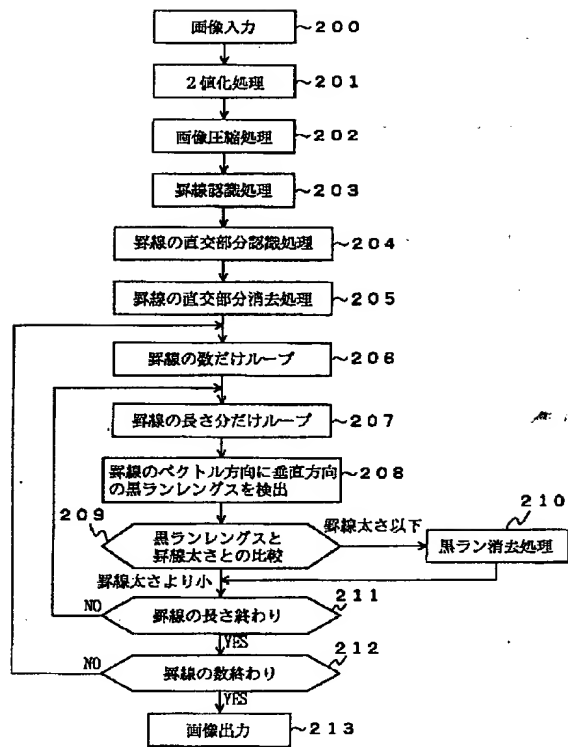 画像入力 200
2値化処理 201
画像圧縮処理 202
罫線認識処理 203
罫線の直交部分認識処理 204
罫線の直交部分消去処理 205
罫線の数だけループ 206
罫線の長さ分だけループ 207
罫線のベクトル方向に垂直方向
の黒ランレングスを検出 208
209 黒ランレングスと
罫線太さとの比較
罫線太さ以下
210
黒ラン消去処理
罫線太さより小
NO 罫線の長さ終わり 211
YES
NO 罫線の数終わり 212
YES
画像出力 213